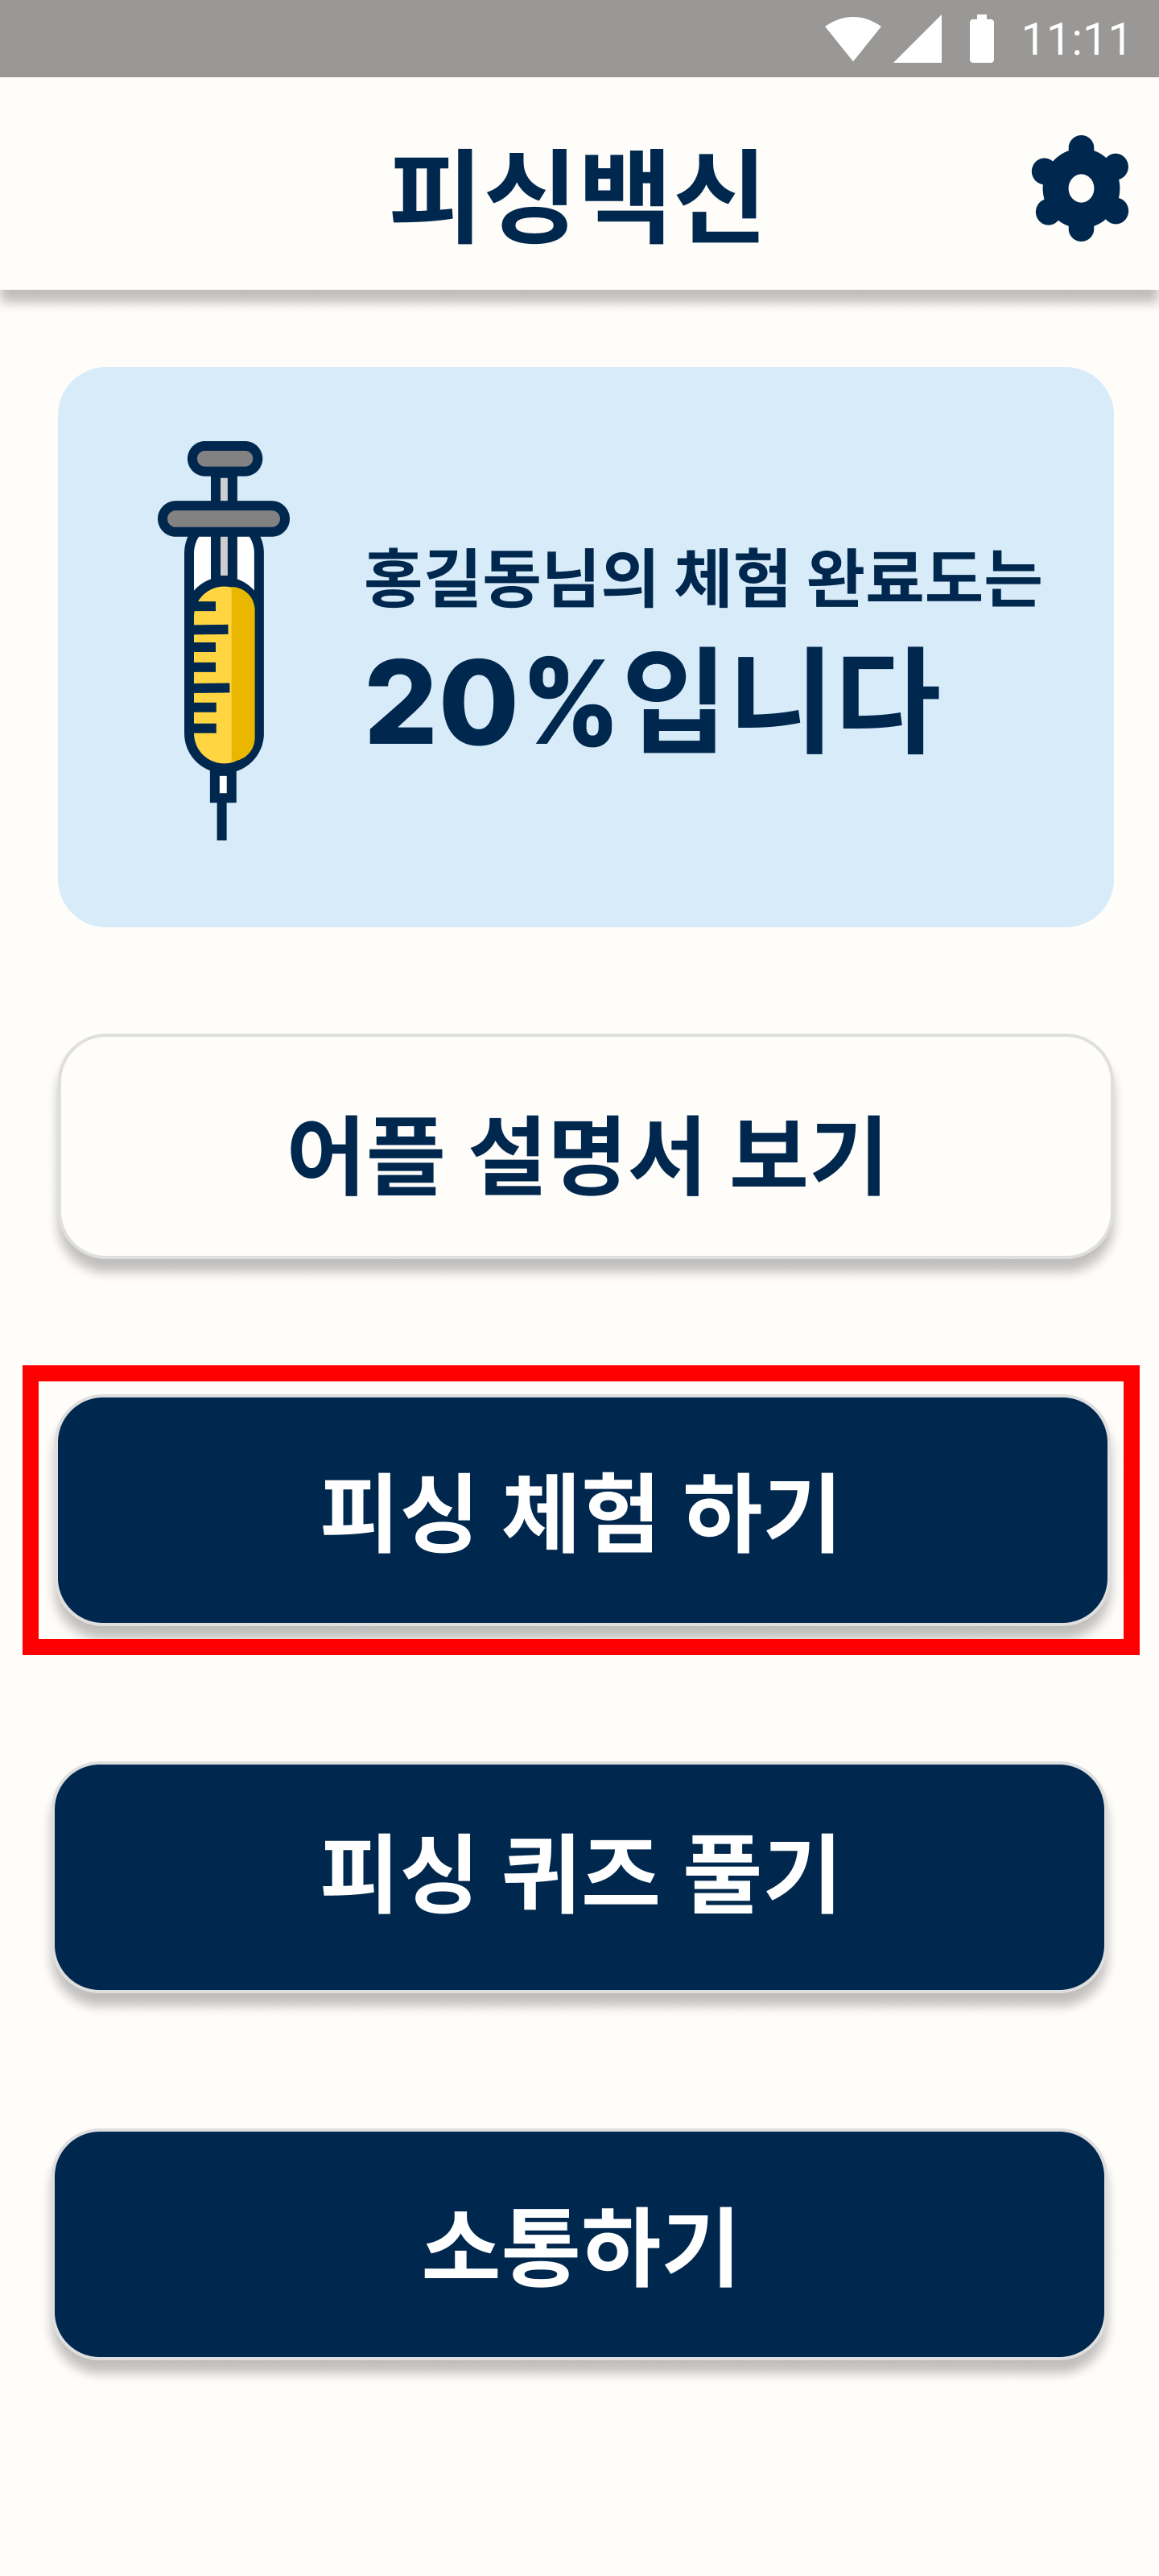 11:11
피싱백신
홍길동님의 체험 완료도는
20%입니다
어플 설명서 보기
피싱 체험 하기
피싱 퀴즈 풀기
소통하기